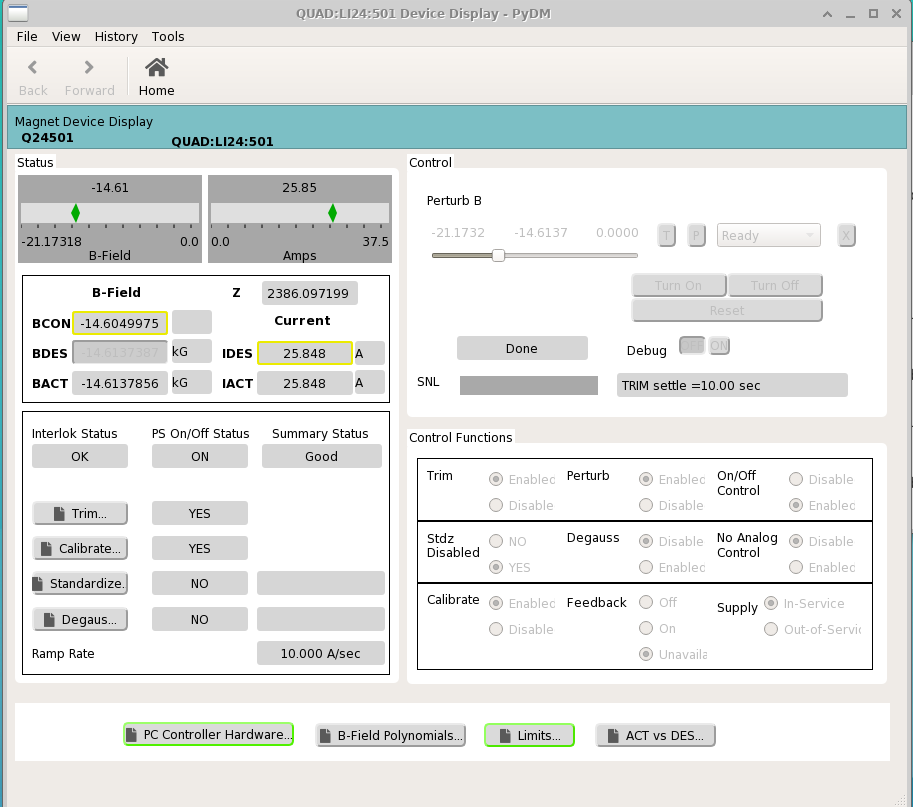 QUAD:LI24:501 Device Display - PyDM
File View History Tools
Back Forward Home
Magnet Device Display
Q24501 QUAD:LI24:501
Status
-14.61 25.85
-21.17318 0.0 0.0 37.5
B-Field Amps
B-Field Z 2386.097199
Current
BCON -14.6049975
BDES -14.6137387 kG IDES 25.848 A
BACT -14.6137856 kG IACT 25.848 A
Interlok Status PS On/Off Status Summary Status
OK ON Good
Trim... YES
Calibrate... YES
Standardize. NO
Degaus... NO
Ramp Rate 10.000 A/sec
Control
Perturb B
-21.1732 -14.6137 0.0000 T P Ready X
Turn On Turn Off
Reset
Done Debug OFF ON
SNL TRIM settle =10.00 sec
Control Functions
Trim Enabled Perturb Enabled On/Off Control Disable
Disable Disable Enabled
Stdz Disabled NO Degauss Disable No Analog Control Disable
YES Enabled Enabled
Calibrate Enabled Feedback Off Supply In-Service
Disable On Out-of-Servic
Unavaila
PC Controller Hardware... B-Field Polynomials... Limits... ACT vs DES...